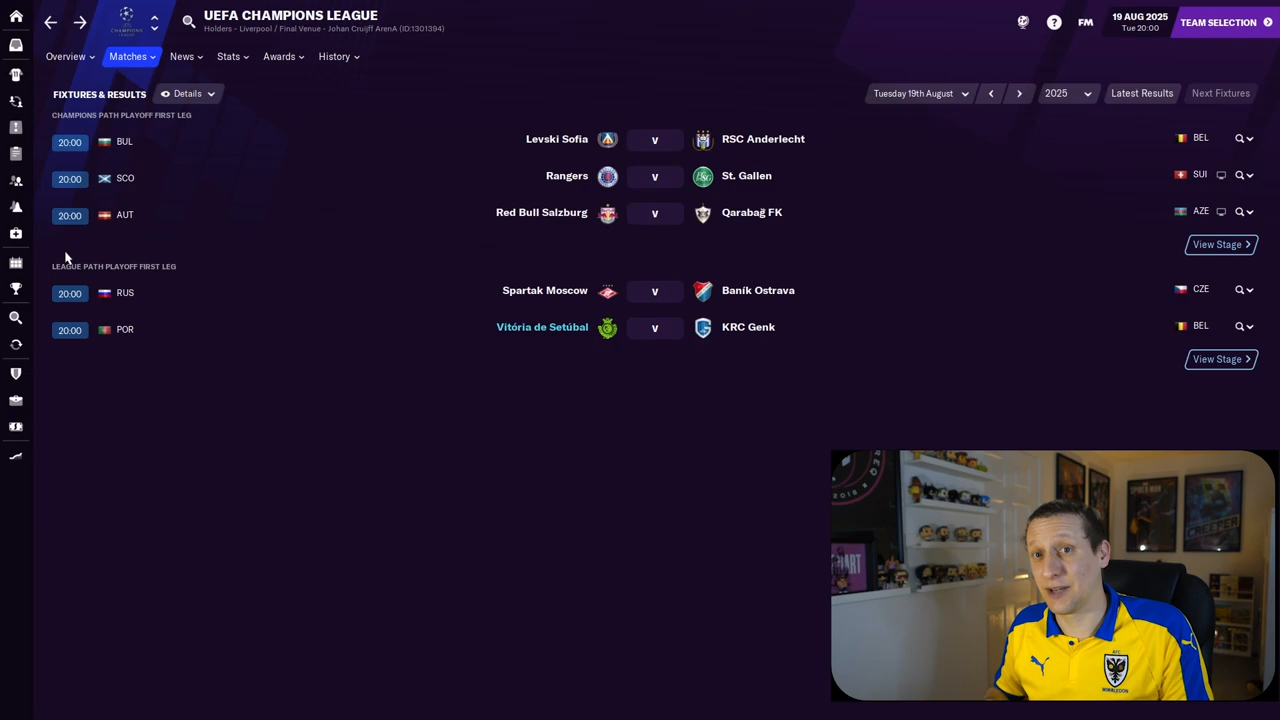 UEFA CHAMPIONS LEAGUE
Holders - Liverpool / Final Venue - Johan Cruijff ArenA (ID:1301394)
FM
19 AUG 2025
Tue 20:00
TEAM SELECTION
Overview
Matches
News
Stats
Awards
History
FIXTURES & RESULTS
Details
Tuesday 19th August
2025
Latest Results
Next Fixtures
CHAMPIONS PATH PLAYOFF FIRST LEG
20:00 BUL Levski Sofia v RSC Anderlecht BEL
20:00 SCO Rangers v St. Gallen SUI
20:00 AUT Red Bull Salzburg v Qarabağ FK AZE
View Stage
LEAGUE PATH PLAYOFF FIRST LEG
20:00 RUS Spartak Moscow v Baník Ostrava CZE
20:00 POR Vitória de Setúbal v KRC Genk BEL
View Stage
CREEPER
AFC
WIMBLEDON